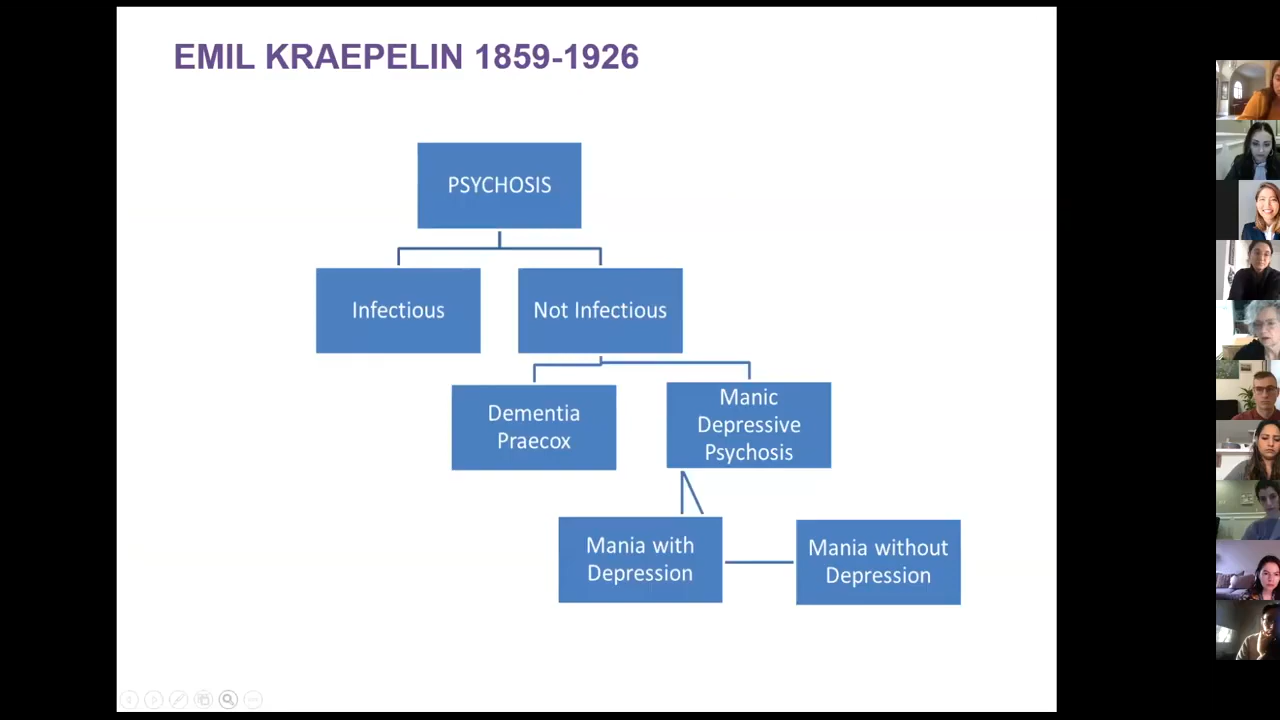 EMIL KRAEPELIN 1859-1926
PSYCHOSIS
Infectious
Not Infectious
Dementia
Praecox
Manic
Depressive
Psychosis
Mania with
Depression
Mania without
Depression